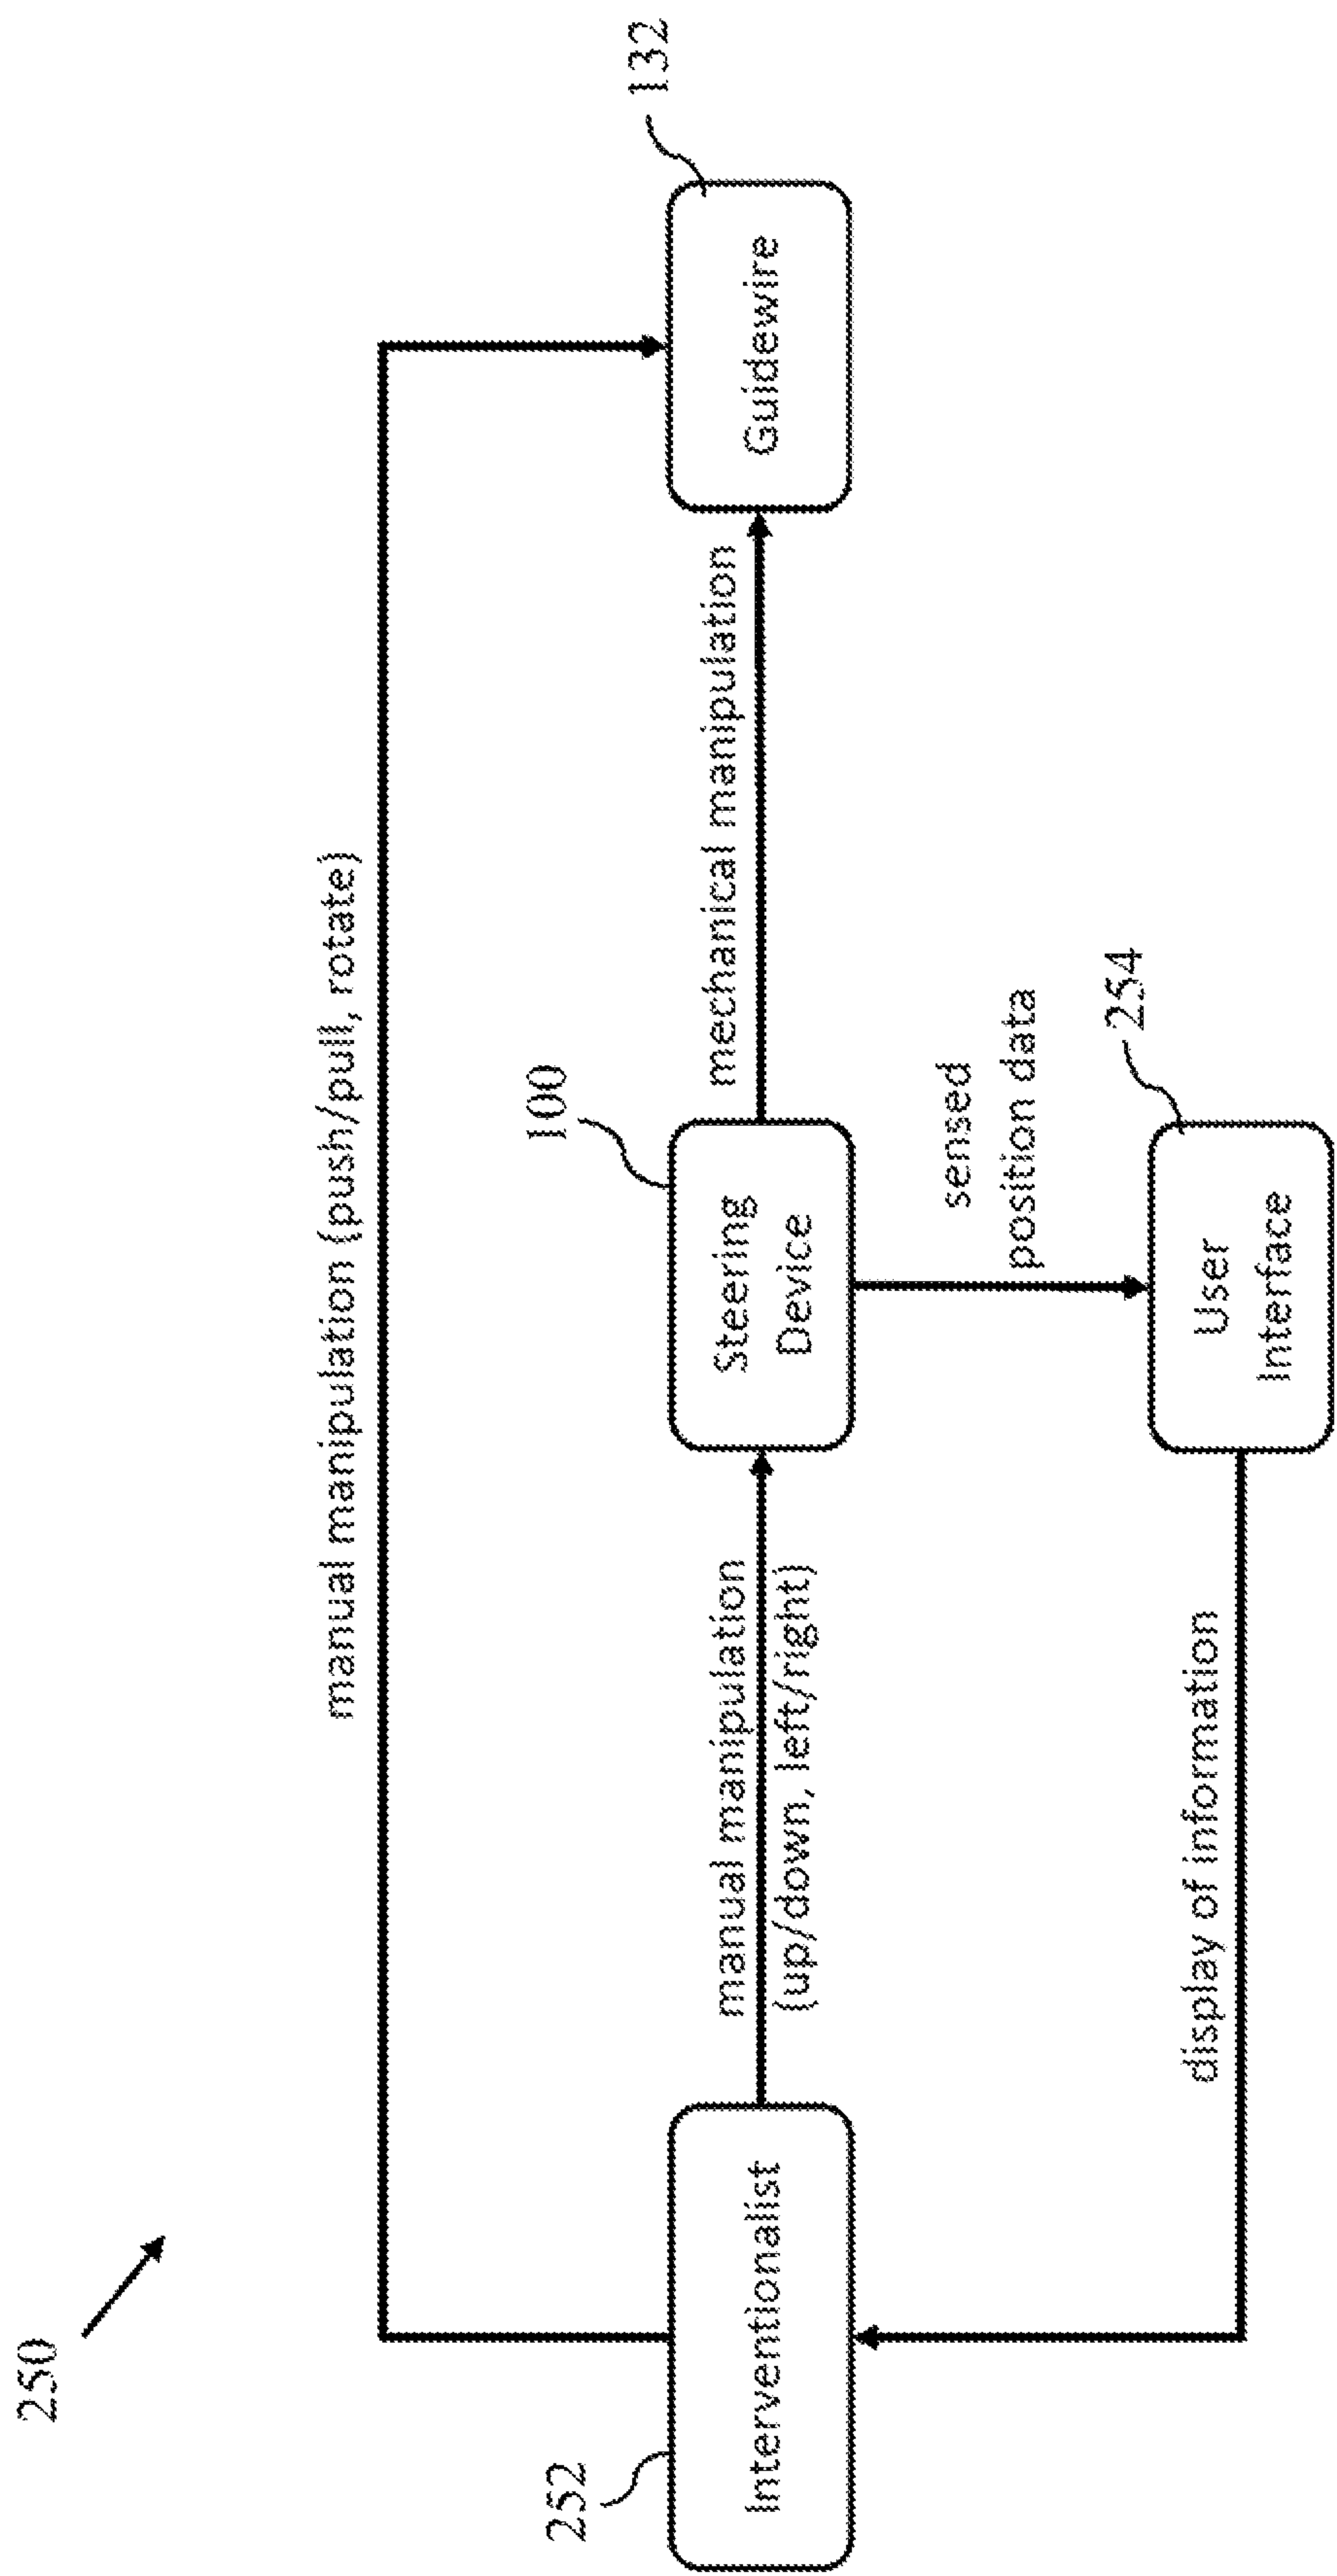 250
manual manipulation (push/pull, rotate)
252
Interventionalist
manual manipulation
(up/down, left/right)
100
Steering
Device
mechanical manipulation
132
Guidewire
sensed
position data
254
User
Interface
display of information